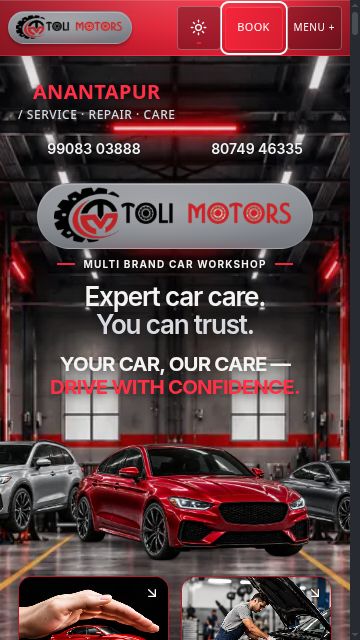 TOLI MOTORS
BOOK
MENU +
ANANTAPUR
/ SERVICE · REPAIR · CARE
99083 03888
80749 46335
TOLI MOTORS
MULTI BRAND CAR WORKSHOP
Expert car care.
You can trust.
YOUR CAR, OUR CARE —
DRIVE WITH CONFIDENCE.